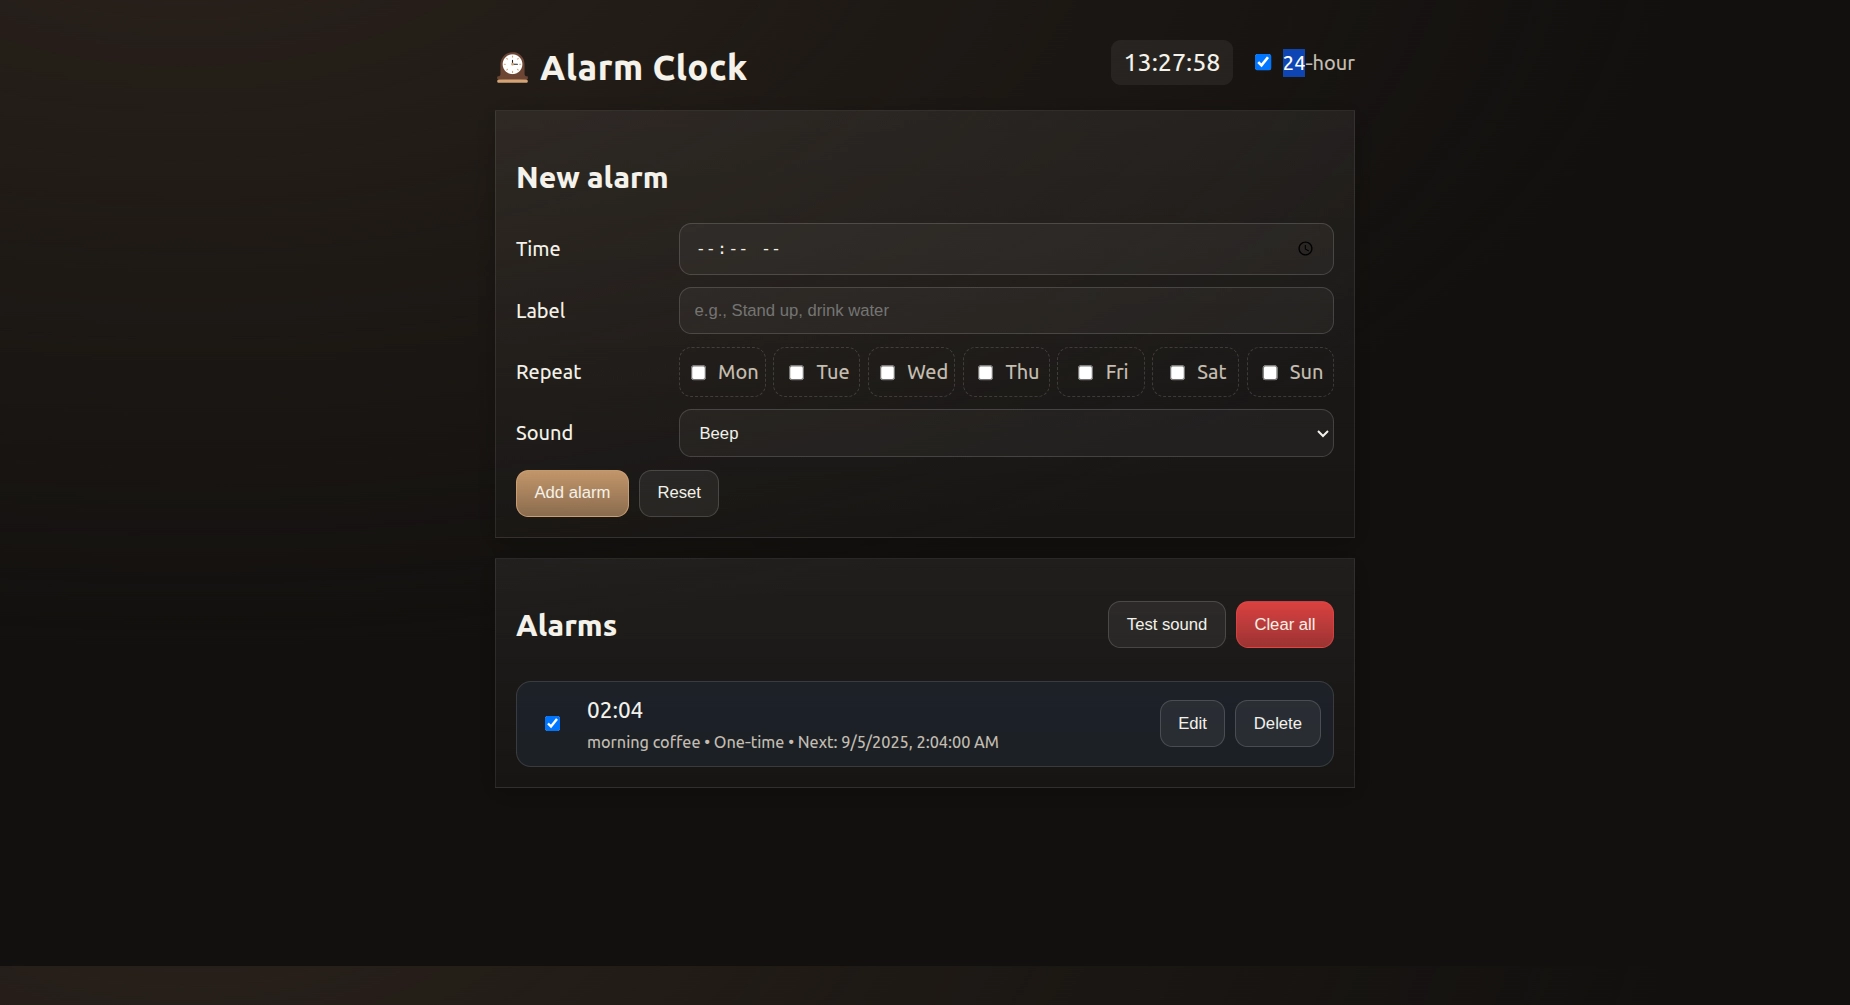 Alarm Clock
13:27:58
24-hour
New alarm
Time
--:-- --
Label
e.g., Stand up, drink water
Repeat
Mon Tue Wed Thu Fri Sat Sun
Sound
Beep
Add alarm
Reset
Alarms
Test sound
Clear all
02:04
morning coffee • One-time • Next: 9/5/2025, 2:04:00 AM
Edit
Delete